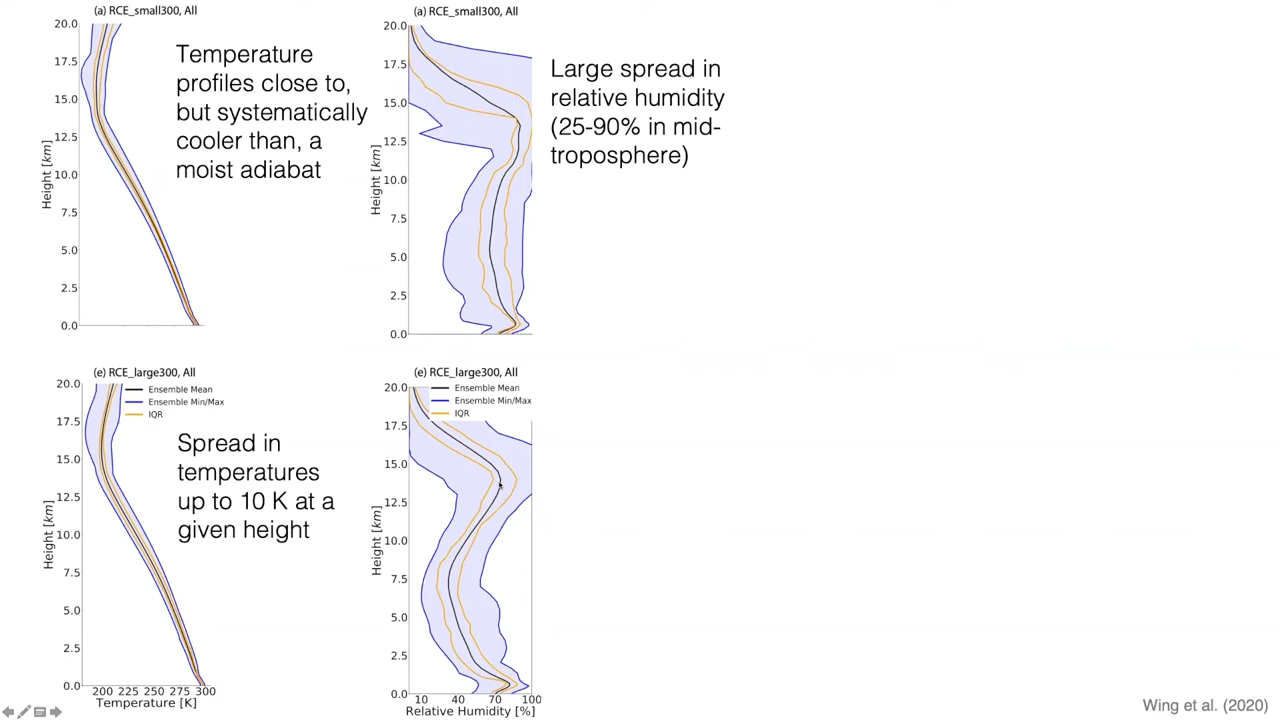 (a) RCE_small300, All
20.0
17.5
15.0
12.5
10.0
7.5
5.0
2.5
0.0
Height [km]
Temperature
profiles close to,
but systematically
cooler than, a
moist adiabat
(a) RCE_small300, All
20.0
17.5
15.0
12.5
10.0
7.5
5.0
2.5
0.0
Height [km]
Large spread in
relative humidity
(25-90% in mid-
troposphere)
(e) RCE_large300, All
20.0
17.5
15.0
12.5
10.0
7.5
5.0
2.5
0.0
Height [km]
Ensemble Mean
Ensemble Min/Max
IQR
Spread in
temperatures
up to 10 K at a
given height
200 225 250 275 300
Temperature [K]
(e) RCE_large300, All
20.0
17.5
15.0
12.5
10.0
7.5
5.0
2.5
0.0
Height [km]
Ensemble Mean
Ensemble Min/Max
IQR
10 40 70 100
Relative Humidity [%]
Wing et al. (2020)